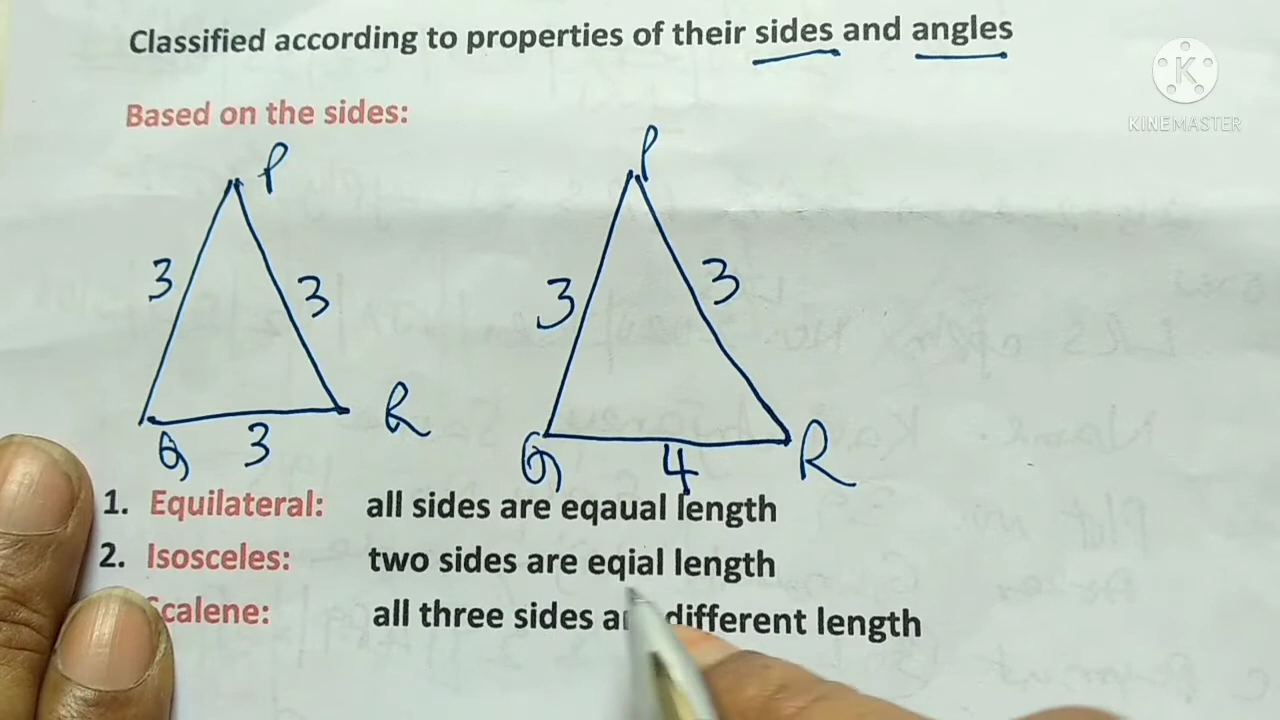 Classified according to properties of their sides and angles
K
KINEMASTER
Based on the sides:
P
P
3
3
3
3
R
Q
3
Q
4
R
1. Equilateral: all sides are eqaual length
2. Isosceles: two sides are eqial length
all three sides different length